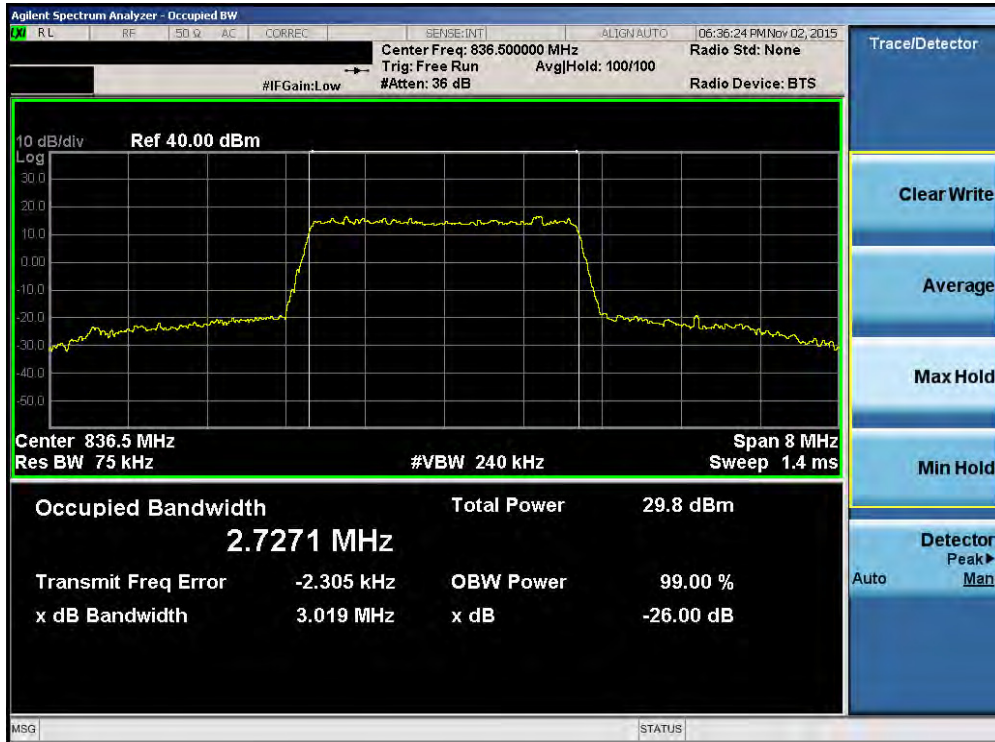 Agilent Spectrum Analyzer - Occupied BW
LXI RL RF 50 Ω AC CORREC SENSE:INT ALIGN AUTO 06:36:24 PM Nov 02, 2015
Center Freq: 836.500000 MHz Radio Std: None
Trig: Free Run Avg|Hold: 100/100
#IFGain:Low #Atten: 36 dB Radio Device: BTS
Trace/Detector
10 dB/div Ref 40.00 dBm
Log
30.0
20.0
10.0
0.00
-10.0
-20.0
-30.0
-40.0
-50.0
Center 836.5 MHz Span 8 MHz
Res BW 75 kHz #VBW 240 kHz Sweep 1.4 ms
Occupied Bandwidth Total Power 29.8 dBm
2.7271 MHz
Transmit Freq Error -2.305 kHz OBW Power 99.00 %
x dB Bandwidth 3.019 MHz x dB -26.00 dB
Clear Write
Average
Max Hold
Min Hold
Detector
Peak▶
Auto Man
MSG STATUS